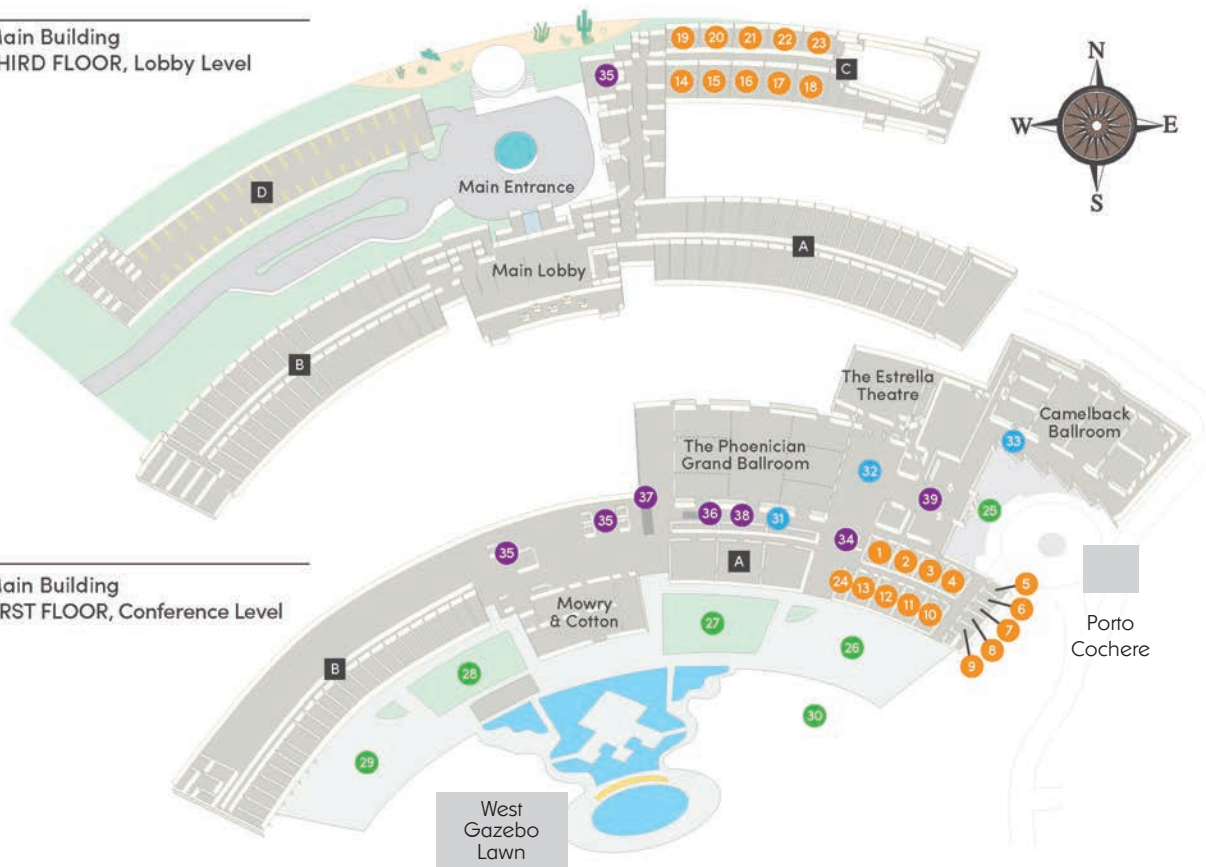 ain Building
HIRD FLOOR, Lobby Level
19 20 21 22 23
35
C
14 15 16 17 18
N
W E
S
D
Main Entrance
A
Main Lobby
B
The Estrella
Theatre
Camelback
Ballroom
33
The Phoenician
Grand Ballroom
32
37
39
36 38 31
25
35
34
35
1 2 3 4
A
24 13 12 11 10
5
6
7
8
9
Main Building
RST FLOOR, Conference Level
Mowry
& Cotton
27
26
Porto
Cochere
B
28
30
29
West
Gazebo
Lawn